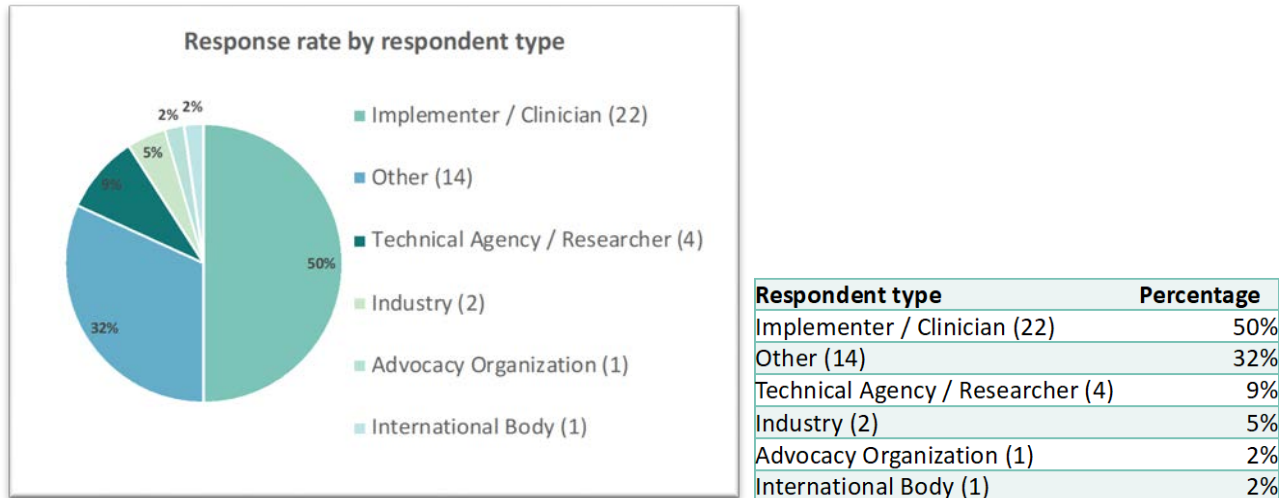 Response rate by respondent type
2% 2%
5%
9%
50%
32%
Implementer / Clinician (22)
Other (14)
Technical Agency / Researcher (4)
Industry (2)
Advocacy Organization (1)
International Body (1)
Respondent type Percentage
Implementer / Clinician (22) 50%
Other (14) 32%
Technical Agency / Researcher (4) 9%
Industry (2) 5%
Advocacy Organization (1) 2%
International Body (1) 2%